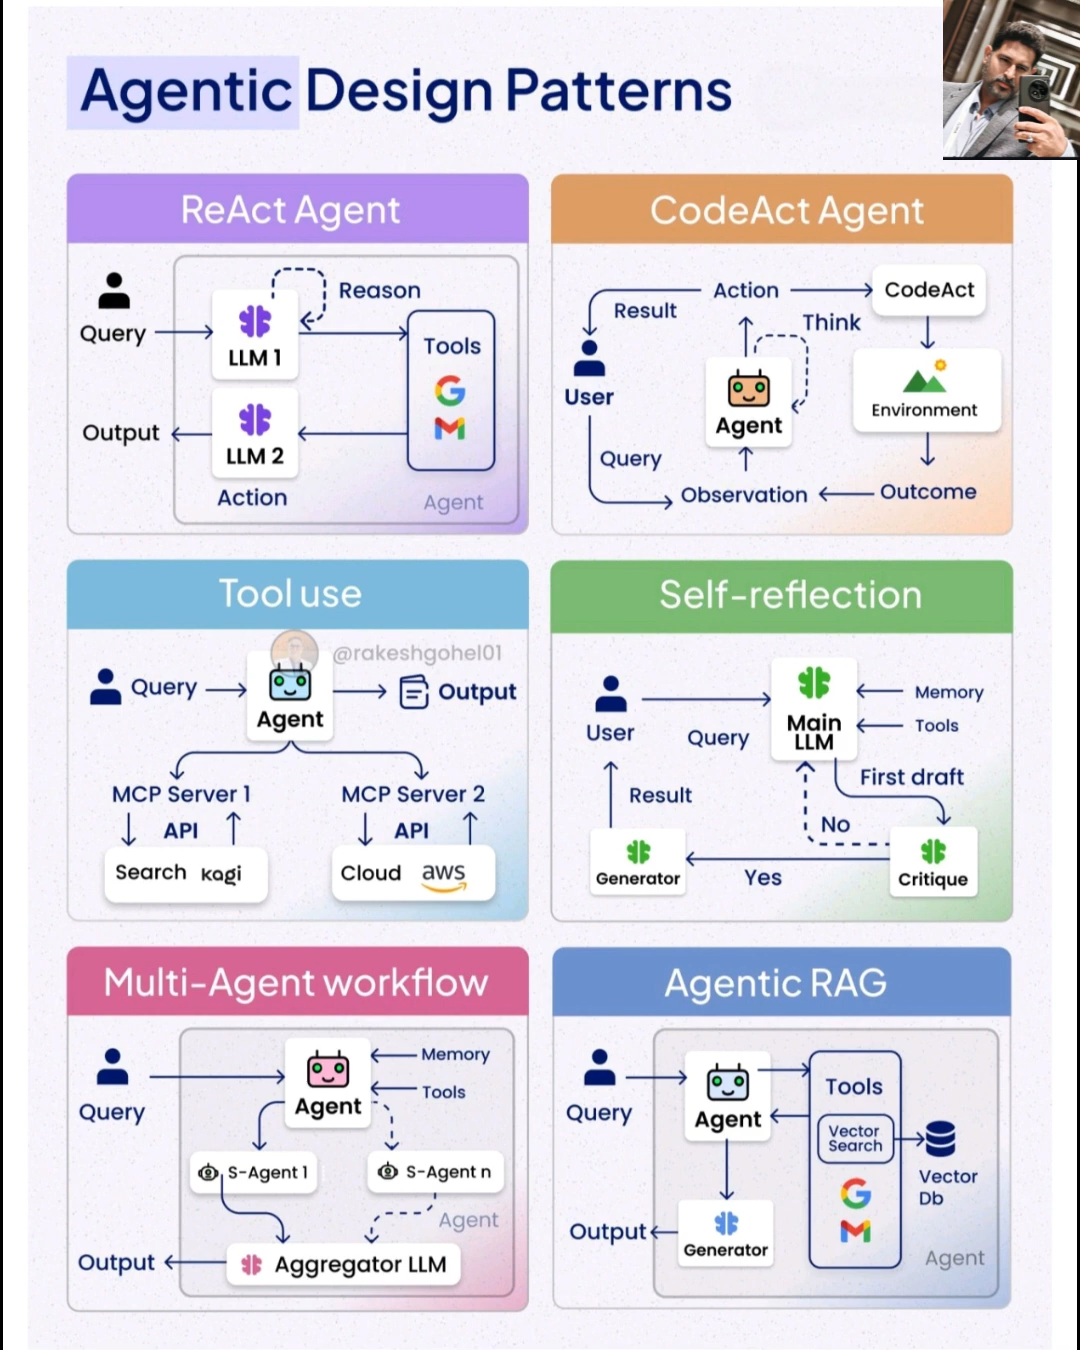 Agentic Design Patterns
ReAct Agent
Query
LLM 1
Reason
Tools
Output
LLM 2
Action
Agent
CodeAct Agent
Action
CodeAct
Result
Think
User
Agent
Environment
Query
Observation
Outcome
Tool use
@rakeshgohel01
Query
Agent
Output
MCP Server 1
MCP Server 2
API
API
Search kagi
Cloud aws
Self-reflection
User
Query
Main
LLM
Memory
Tools
First draft
Result
No
Generator
Yes
Critique
Multi-Agent workflow
Query
Agent
Memory
Tools
S-Agent 1
S-Agent n
Agent
Output
Aggregator LLM
Agentic RAG
Query
Agent
Tools
Vector
Search
Vector
Db
Output
Generator
Agent